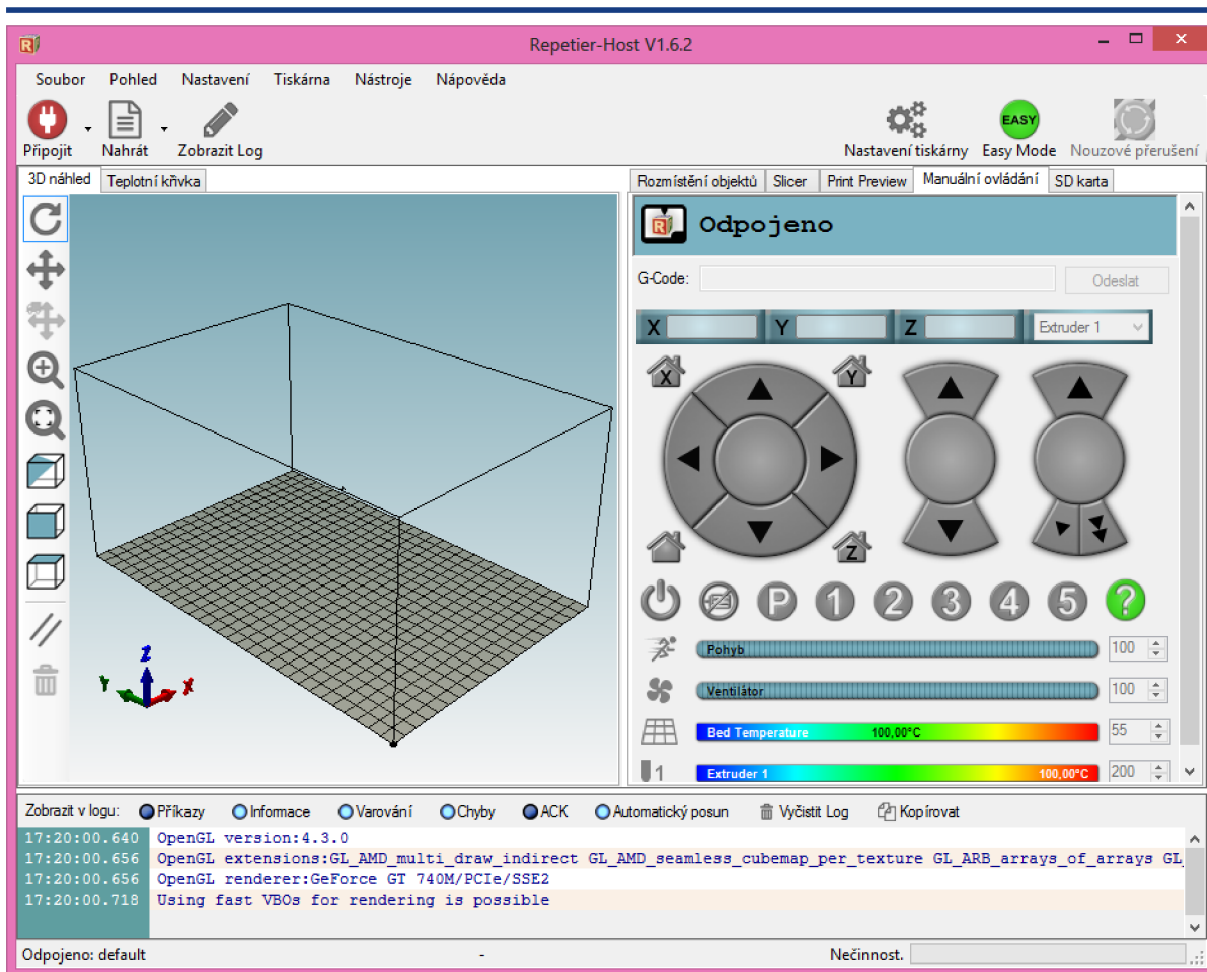 Repetier-Host V1.6.2
Soubor Pohled Nastavení Tiskárna Nástroje Nápověda
EASY
Připojit Nahrát Zobrazit Log Nastavení tiskárny Easy Mode Nouzové přerušení
3D náhled Teplotní křivka
Rozmístění objektů Slicer Print Preview Manuální ovládání SD karta
R Odpojeno
G-Code: Odeslat
X Y Z Extruder 1
X Y
Z
P 1 2 3 4 5 ?
Pohyb 100
Ventilátor 100
Bed Temperature 100,00°C 55
1 Extruder 1 100,00°C 200
Z
Y X
Zobrazit v logu: Příkazy Informace Varování Chyby ACK Automatický posun Vyčistit Log Kopírovat
17:20:00.640 OpenGL version:4.3.0
17:20:00.656 OpenGL extensions:GL_AMD_multi_draw_indirect GL_AMD_seamless_cubemap_per_texture GL_ARB_arrays_of_arrays GL_
17:20:00.656 OpenGL renderer:GeForce GT 740M/PCIe/SSE2
17:20:00.718 Using fast VBOs for rendering is possible
Odpojeno: default - Nečinnost.